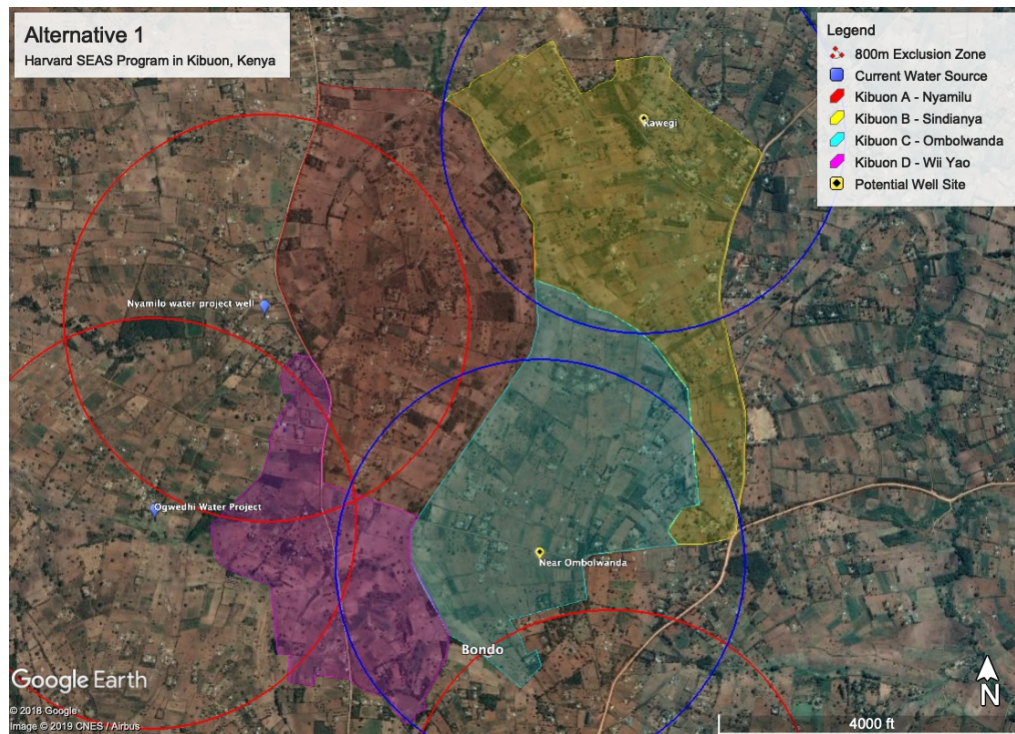 Alternative 1
Harvard SEAS Program in Kibuon, Kenya
Legend
800m Exclusion Zone
Current Water Source
Kibuon A - Nyamilu
Kibuon B - Sindianya
Kibuon C - Ombolwanda
Kibuon D - Wii Yao
Potential Well Site
Kawegi
Nyamilo water project well
Ogwedhi Water Project
Near Ombolwanda
Bondo
Google Earth
© 2018 Google
Image © 2019 CNES / Airbus
N
4000 ft